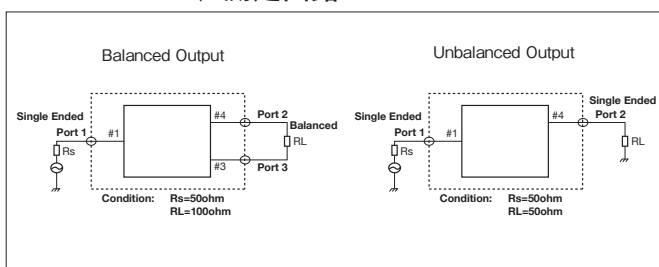 Balanced Output
Single Ended
Port 1
#1
Rs
#4
Port 2
Balanced
RL
#3
Port 3
Condition: Rs=50ohm
RL=100ohm
Unbalanced Output
Single Ended
Port 1
#1
Rs
#4
Single Ended
Port 2
RL
Condition: Rs=50ohm
RL=50ohm